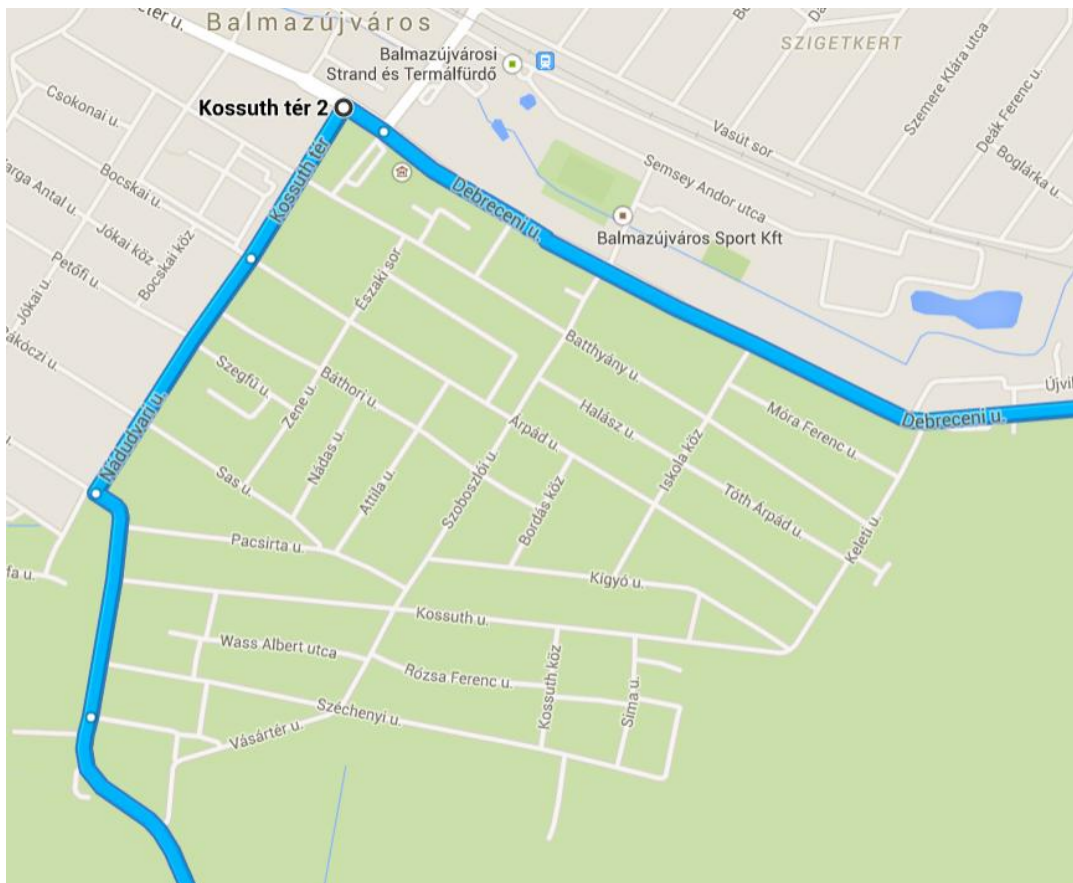 Balmazújváros
Balmazújvárosi
Strand és Termálfürdő
SZIGETKERT
Szemere Klára utca
Deák Ferenc u.
Boglárka u.
Vasút sor
Kossuth tér 2
Csokonai u.
Bocskai u.
Kossuth tér
Debreceni u.
Semsey Andor utca
Balmazújváros Sport Kft
Jókai köz
Bocskai köz
Petőfi u.
Jókai u.
Északi sor
Batthyány u.
Szegfű u.
Zene u.
Báthori u.
Halász u.
Árpád u.
Móra Ferenc u.
Debreceni u.
Nádudvari u.
Sas u.
Nádas u.
Attila u.
Szoboszlói u.
Bordás köz
Iskola köz
Tóth Árpád u.
Keleti u.
Pacsirta u.
Kígyó u.
Kossuth u.
Wass Albert utca
Rózsa Ferenc u.
Kossuth köz
Sima u.
Széchenyi u.
Vásártér u.